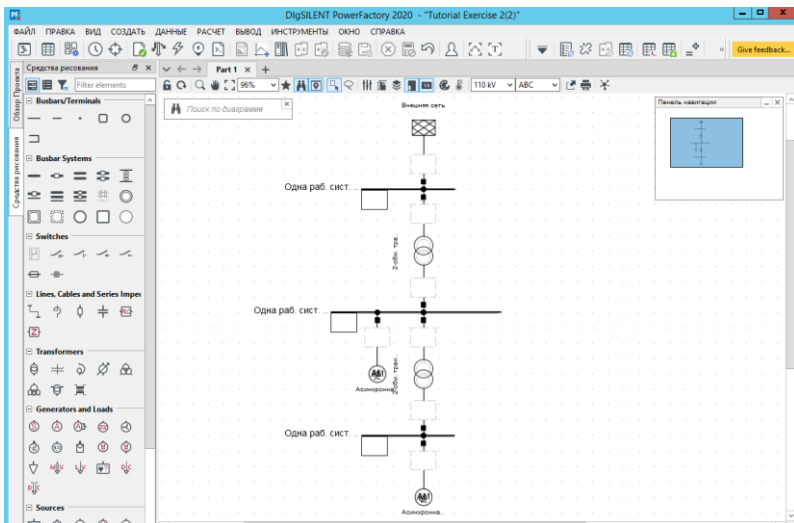 DIgSILENT PowerFactory 2020 - "Tutorial Exercise 2(2)"
ФАЙЛ ПРАВКА ВИД СОЗДАТЬ ДАННЫЕ РАСЧЕТ ВЫВОД ИНСТРУМЕНТЫ ОКНО СПРАВКА
Give feedback...
Средства рисования
Part 1
Filter elements
96%
110 kV
ABC
Обзор Проекта
Средства рисования
Busbars/Terminals
Busbar Systems
Switches
Lines, Cables and Series Imped
Transformers
Generators and Loads
Sources
Поиск по диаграмме
Панель навигации
Внешняя сеть
Одна раб. сист. ..
2-обм. тра..
Одна раб. сист. ..
2-обм. тран..
Асинхронна..
Одна раб. сист. ..
Асинхронна..